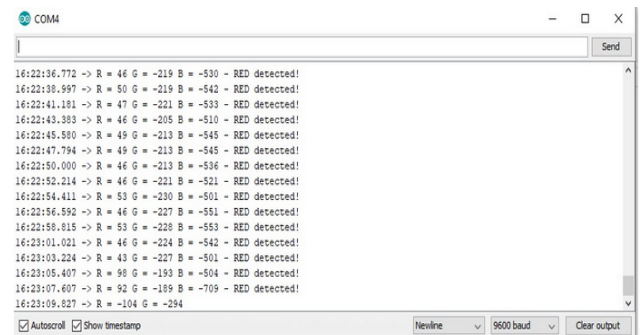 COM4
Send
16:22:36.772 -> R = 46 G = -219 B = -530 - RED detected!
16:22:38.997 -> R = 50 G = -219 B = -542 - RED detected!
16:22:41.181 -> R = 47 G = -221 B = -533 - RED detected!
16:22:43.383 -> R = 46 G = -205 B = -510 - RED detected!
16:22:45.580 -> R = 49 G = -213 B = -545 - RED detected!
16:22:47.794 -> R = 49 G = -213 B = -545 - RED detected!
16:22:50.000 -> R = 46 G = -213 B = -536 - RED detected!
16:22:52.214 -> R = 46 G = -221 B = -521 - RED detected!
16:22:54.411 -> R = 53 G = -230 B = -501 - RED detected!
16:22:56.592 -> R = 46 G = -227 B = -551 - RED detected!
16:22:58.815 -> R = 53 G = -228 B = -553 - RED detected!
16:23:01.021 -> R = 46 G = -224 B = -542 - RED detected!
16:23:03.224 -> R = 43 G = -227 B = -501 - RED detected!
16:23:05.407 -> R = 98 G = -193 B = -504 - RED detected!
16:23:07.607 -> R = 92 G = -189 B = -709 - RED detected!
16:23:09.827 -> R = -104 G = -294
Autoscroll Show timestamp Newline 9600 baud Clear output